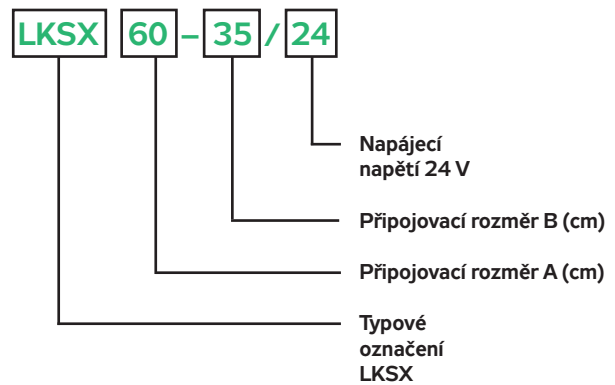 LKSX 60 – 35 / 24
Napájecí
napětí 24 V
Připojovací rozměr B (cm)
Připojovací rozměr A (cm)
Typové
označení
LKSX